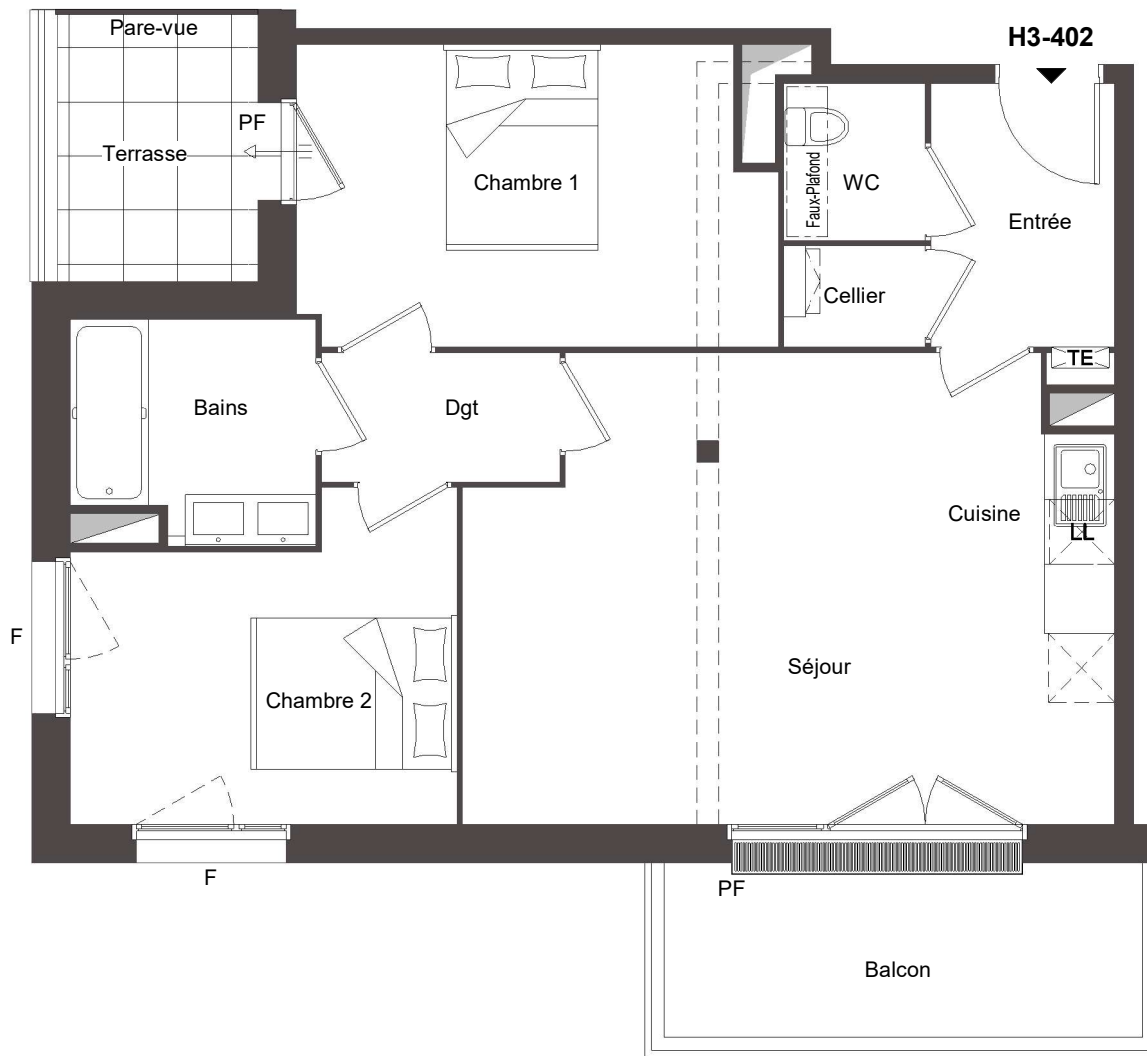 Pare-vue
H3-402
PF
Terrasse
Chambre 1
Faux-Plafond
WC
Entrée
Cellier
TE
Bains
Dgt
Cuisine
LL
F
Séjour
Chambre 2
F
PF
Balcon